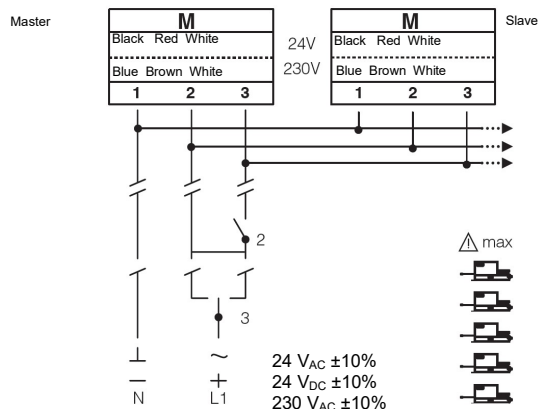 Master
M
Black Red White
Blue Brown White
1 2 3
24V
230V
M
Black Red White
Blue Brown White
1 2 3
Slave
2
3
max
⊥ ~ 24 VAC ±10%
− + 24 VDC ±10%
N L1 230 VAC ±10%